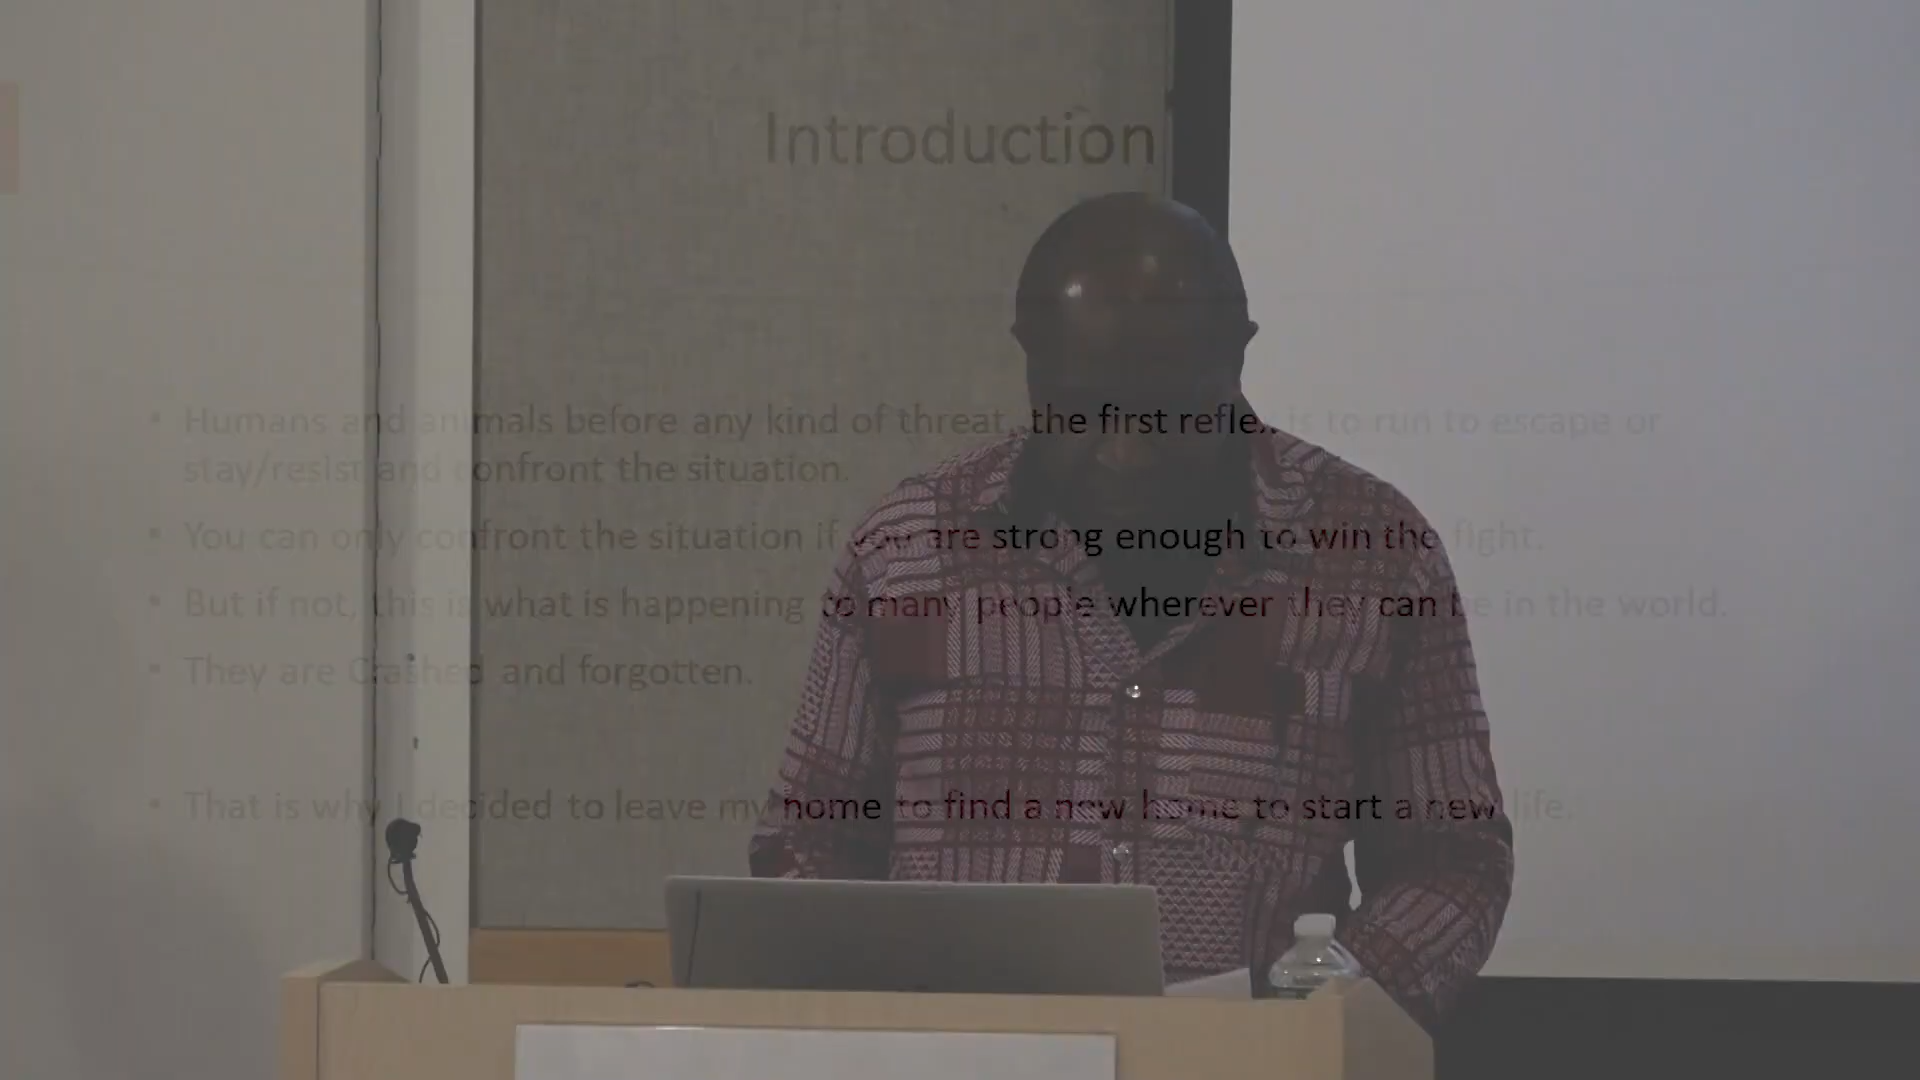 Introduction
• Humans and animals before any kind of threat, the first reflex is to run to escape or
stay/resist and confront the situation.
• You can only confront the situation if you are strong enough to win the fight.
• But if not, this is what is happening to many people wherever they can be in the world.
• They are Crashed and forgotten.
• That is why I decided to leave my home to find a new home to start a new life.